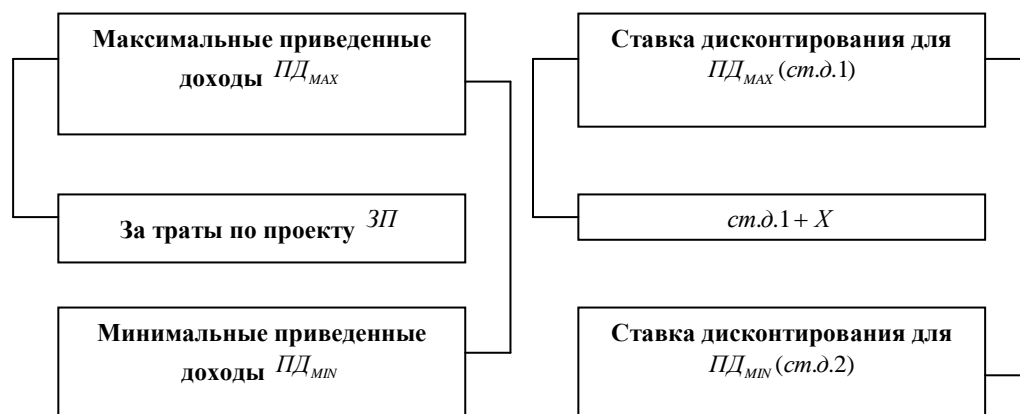 Максимальные приведенные
доходы ПД_MAX
Ставка дисконтирования для
ПД_MAX (ст.д.1)
За траты по проекту ЗП
ст.д.1 + X
Минимальные приведенные
доходы ПД_MIN
Ставка дисконтирования для
ПД_MIN (ст.д.2)